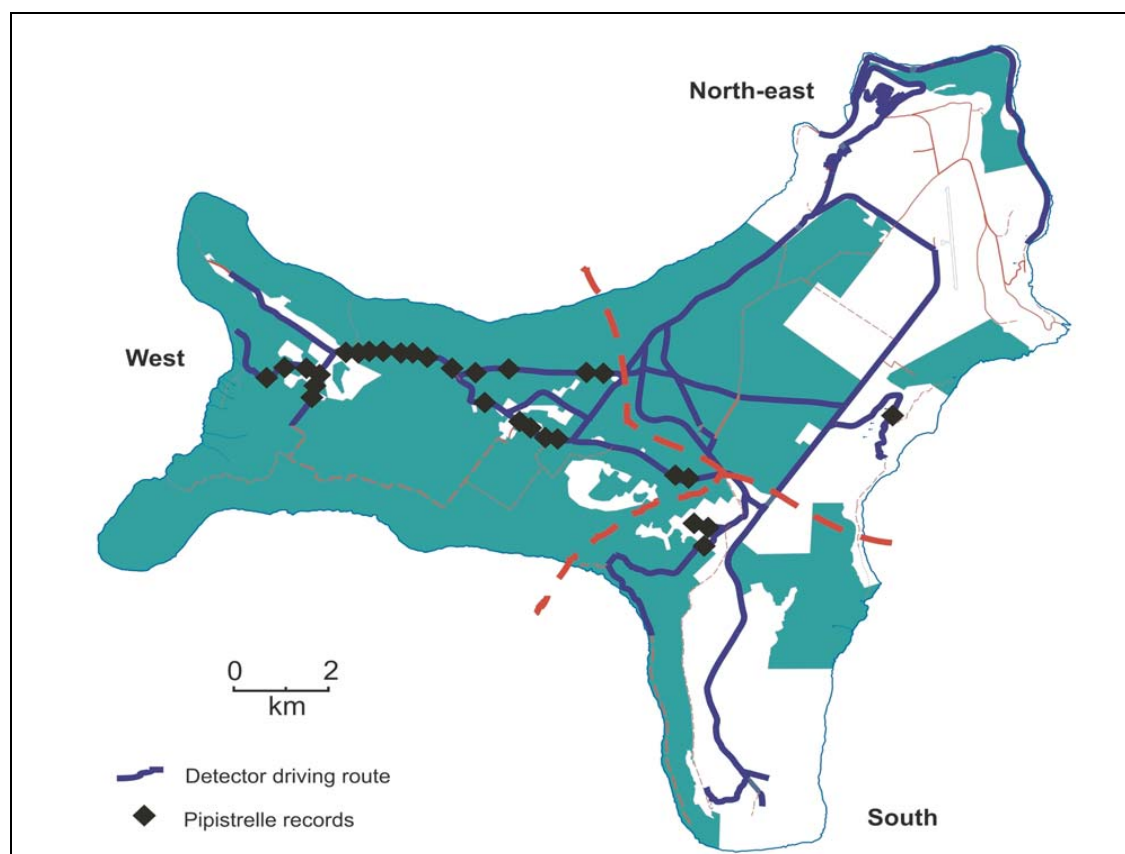 North-east
West
0 2
km
Detector driving route
Pipistrelle records
South